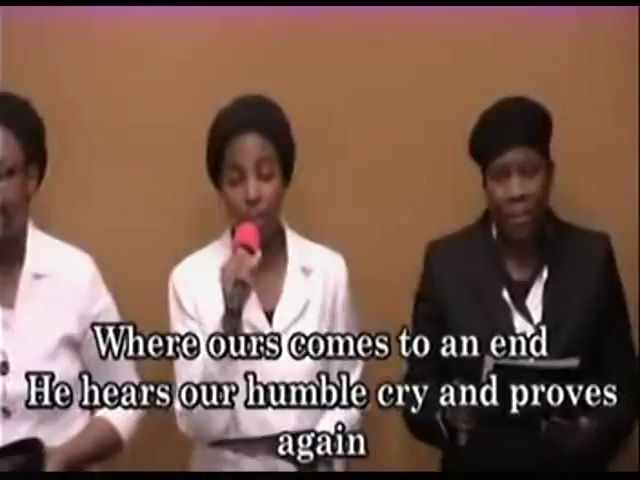 Where ours comes to an end
He hears our humble cry and proves
again